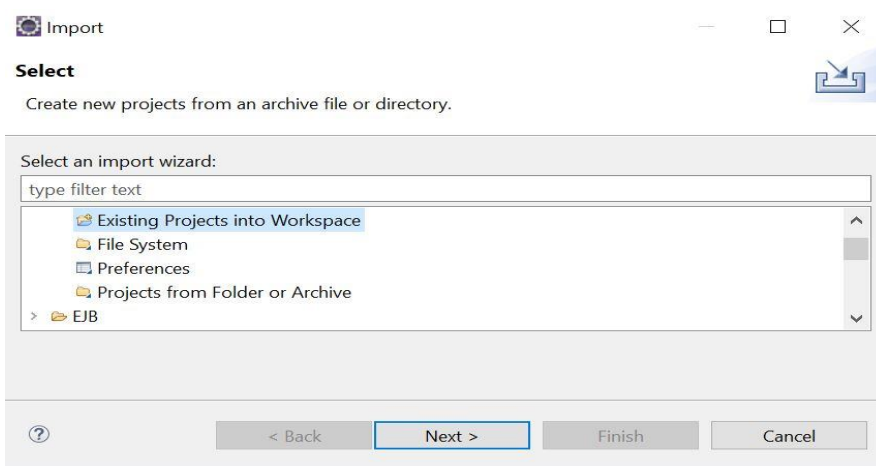 Import
Select
Create new projects from an archive file or directory.
Select an import wizard:
type filter text
Existing Projects into Workspace
File System
Preferences
Projects from Folder or Archive
> EJB
?
< Back Next > Finish Cancel